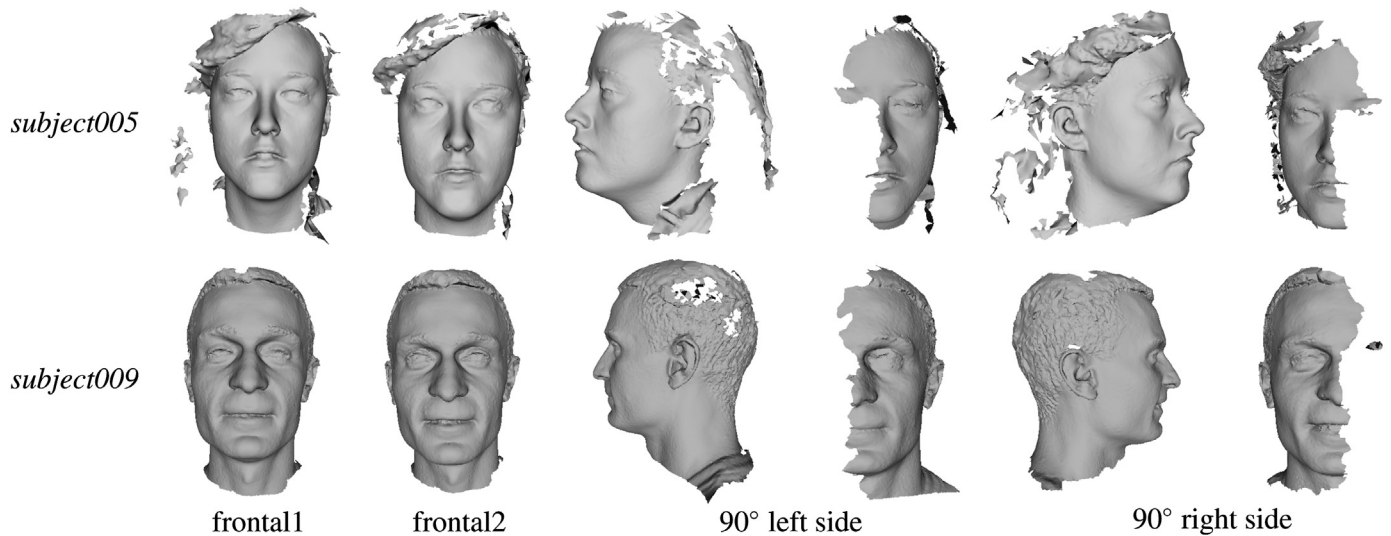 subject005
subject009
frontal1
frontal2
90° left side
90° right side